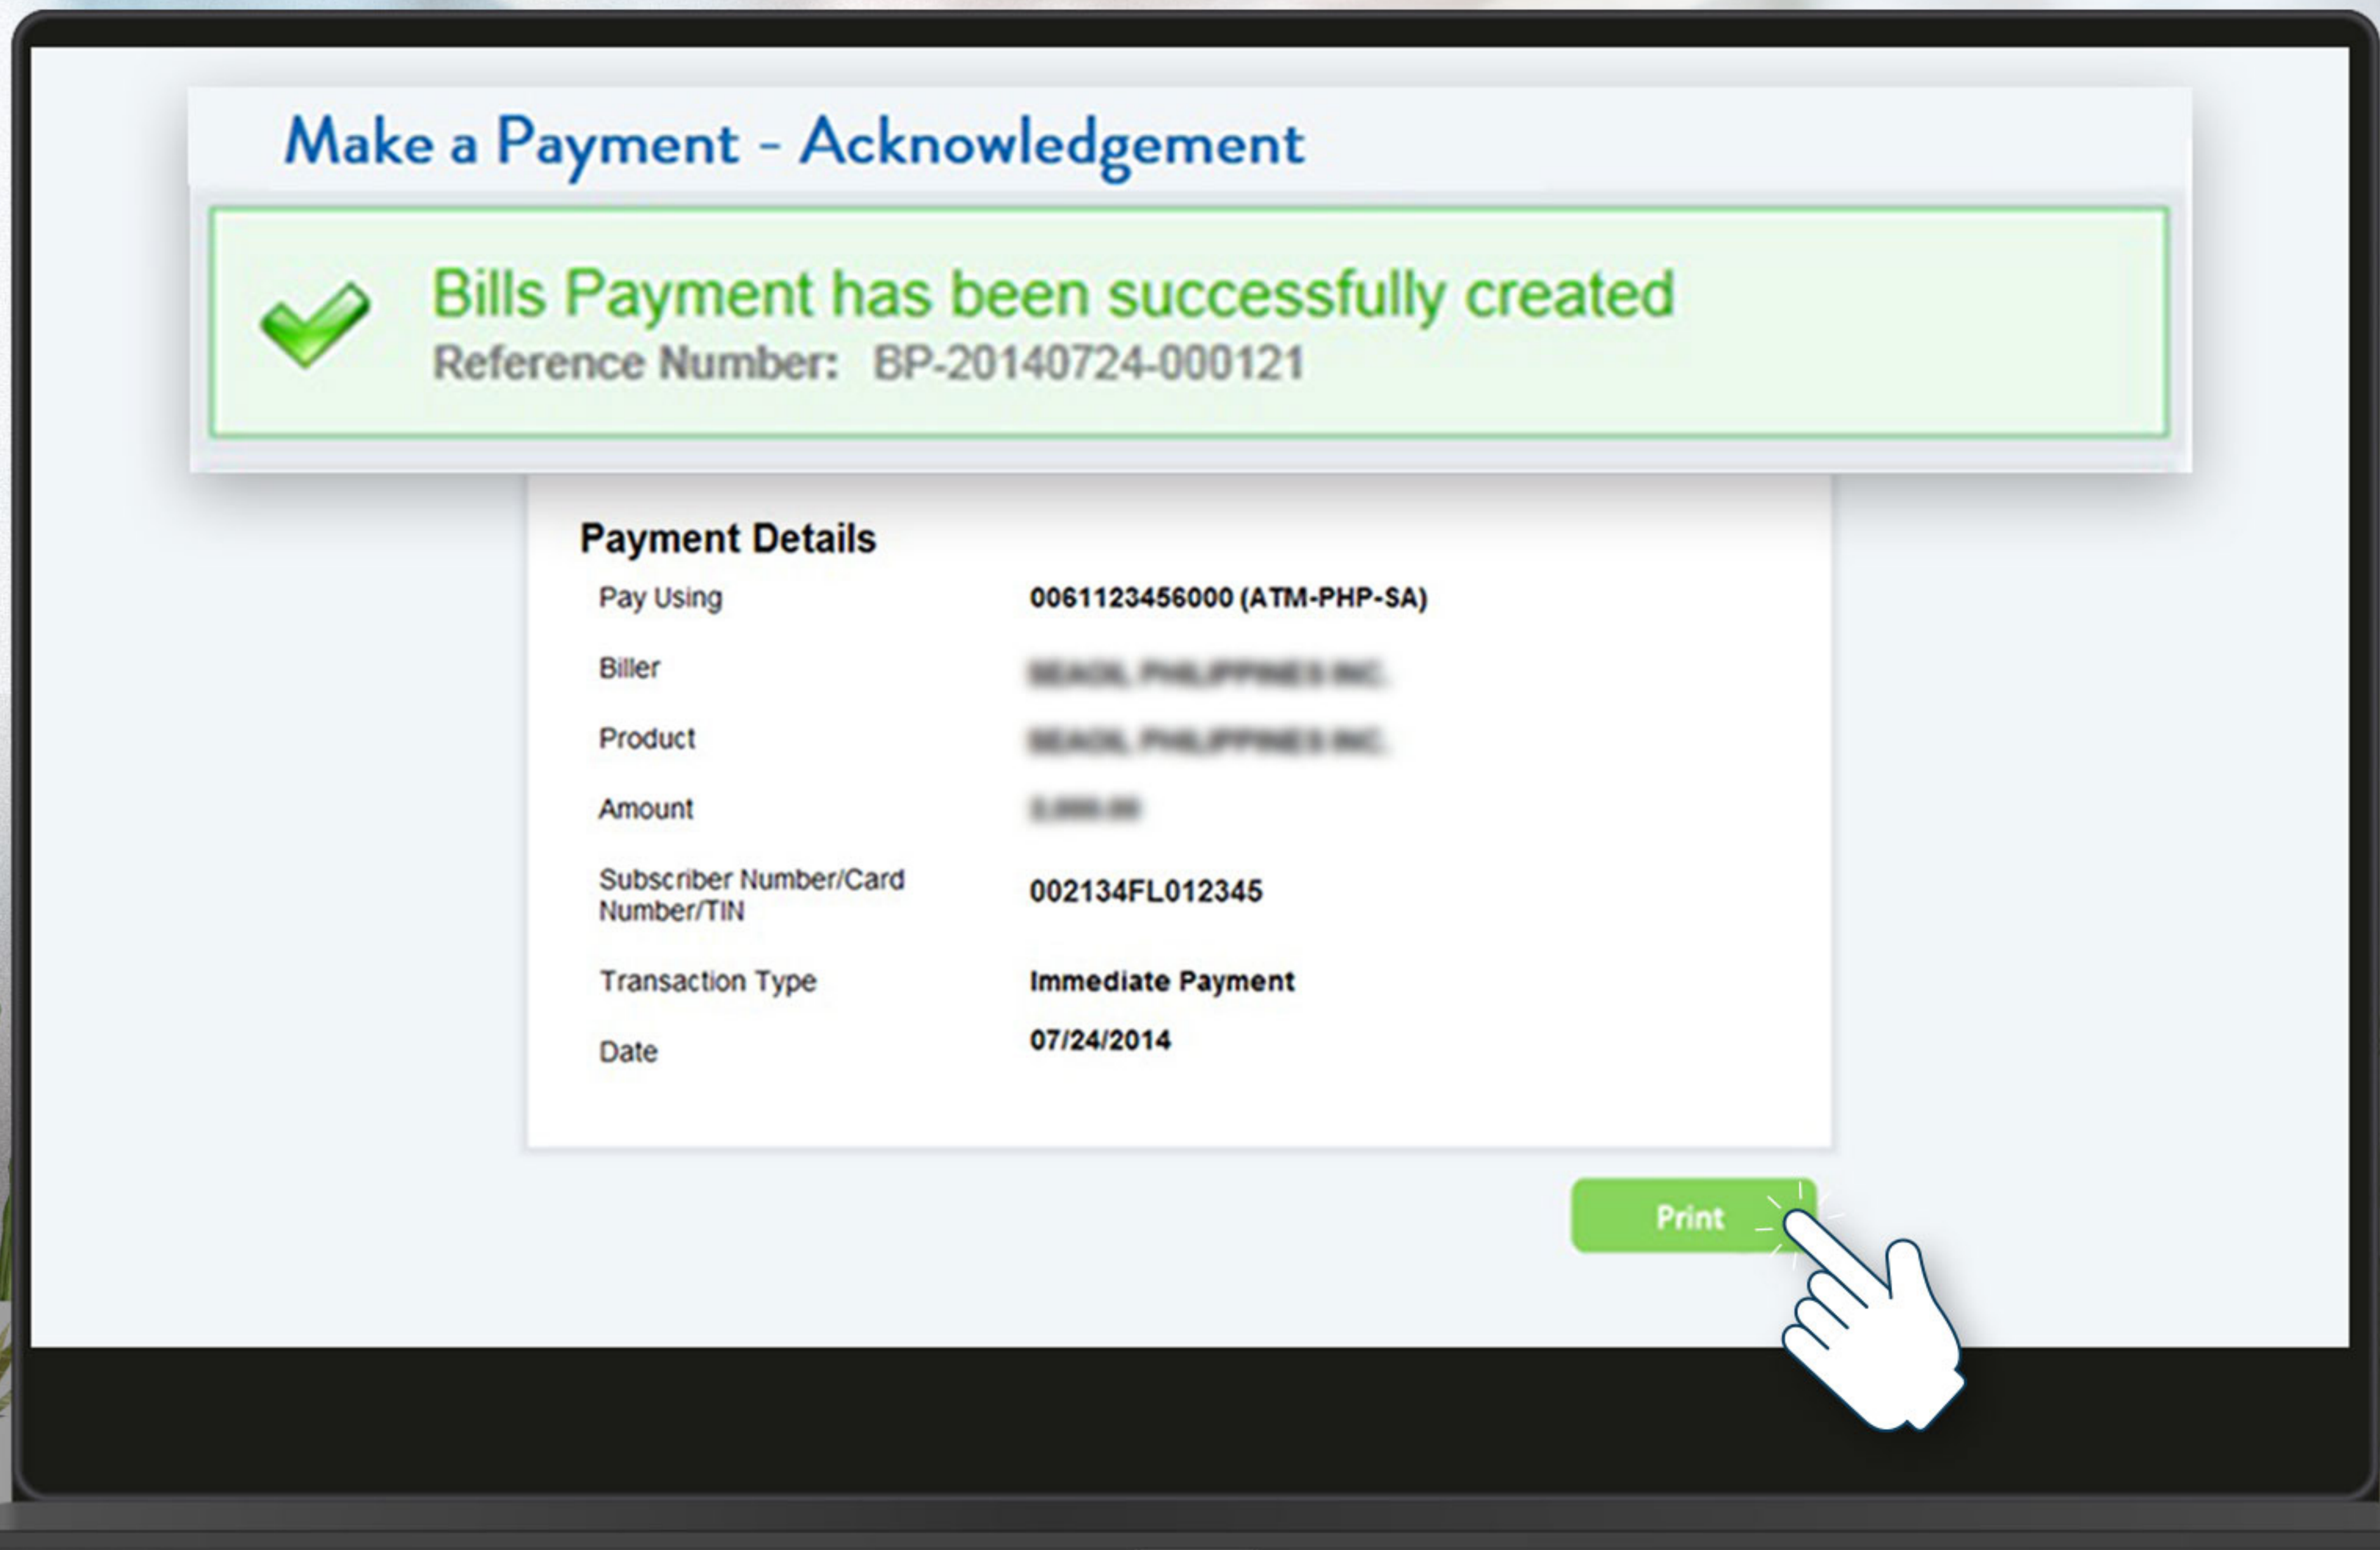 Make a Payment - Acknowledgement
Bills Payment has been successfully created
Reference Number: BP-20140724-000121
Payment Details
Pay Using 0061123456000 (ATM-PHP-SA)
Biller
Product
Amount
Subscriber Number/Card
Number/TIN 002134FL012345
Transaction Type Immediate Payment
Date 07/24/2014
Print